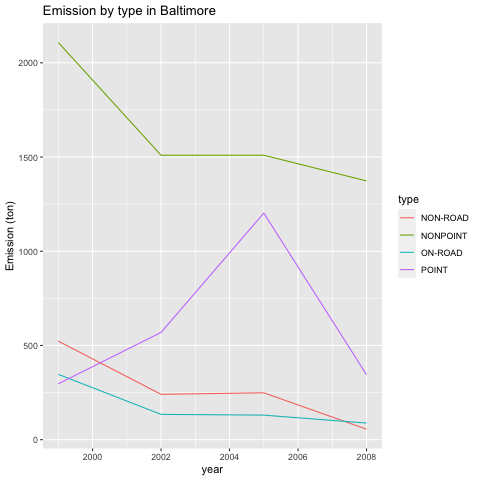 Emission by type in Baltimore
2000
1500
1000
500
0
Emission (ton)
2000 2002 2004 2006 2008
year
type
NON-ROAD
NONPOINT
ON-ROAD
POINT